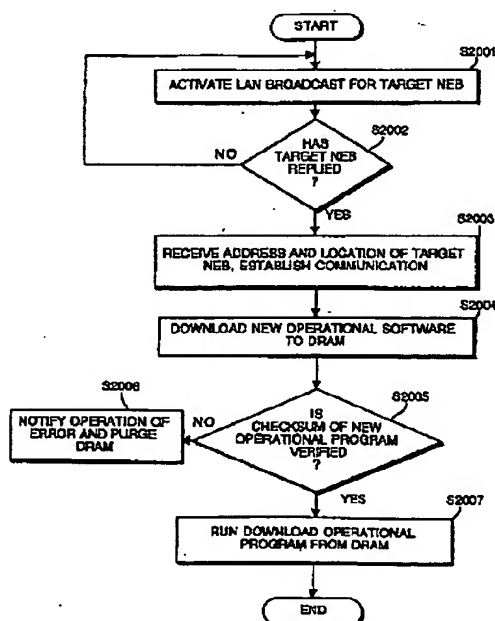 START
S2001
ACTIVATE LAN BROADCAST FOR TARGET NEB
S2002
HAS
TARGET NEB
REPLIED
?
NO
YES
S2003
RECEIVE ADDRESS AND LOCATION OF TARGET
NEB, ESTABLISH COMMUNICATION
S2004
DOWNLOAD NEW OPERATIONAL SOFTWARE
TO DRAM
S2006
S2005
NOTIFY OPERATION OF
ERROR AND PURGE
DRAM
NO
IS
CHECKSUM OF NEW
OPERATIONAL PROGRAM
VERIFIED
?
YES
S2007
RUN DOWNLOAD OPERATIONAL
PROGRAM FROM DRAM
END